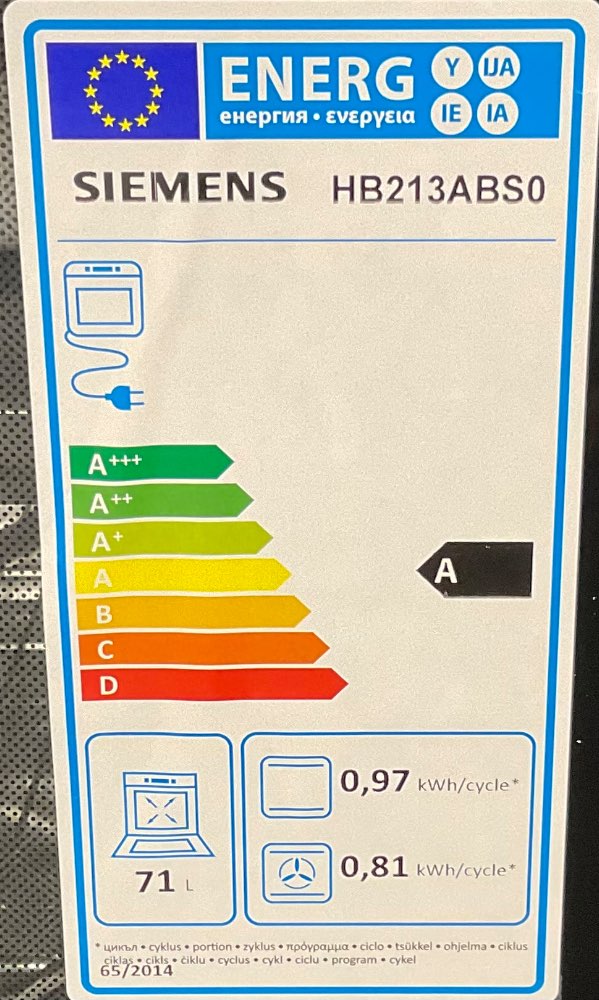 ENERG Y IJA
енергия • ενεργεια IE IA
SIEMENS HB213ABS0
A+++
A++
A+
A
A
B
C
D
0,97 kWh/cycle*
0,81 kWh/cycle*
71 L
* цикъл • cyklus • portion • zyklus • πρόγραμμα • ciclo • tsükkel • ohjelma • ciklus
ciklas • cikls • ċiklu • cyclus • cykl • ciclu • program • cykel
65/2014